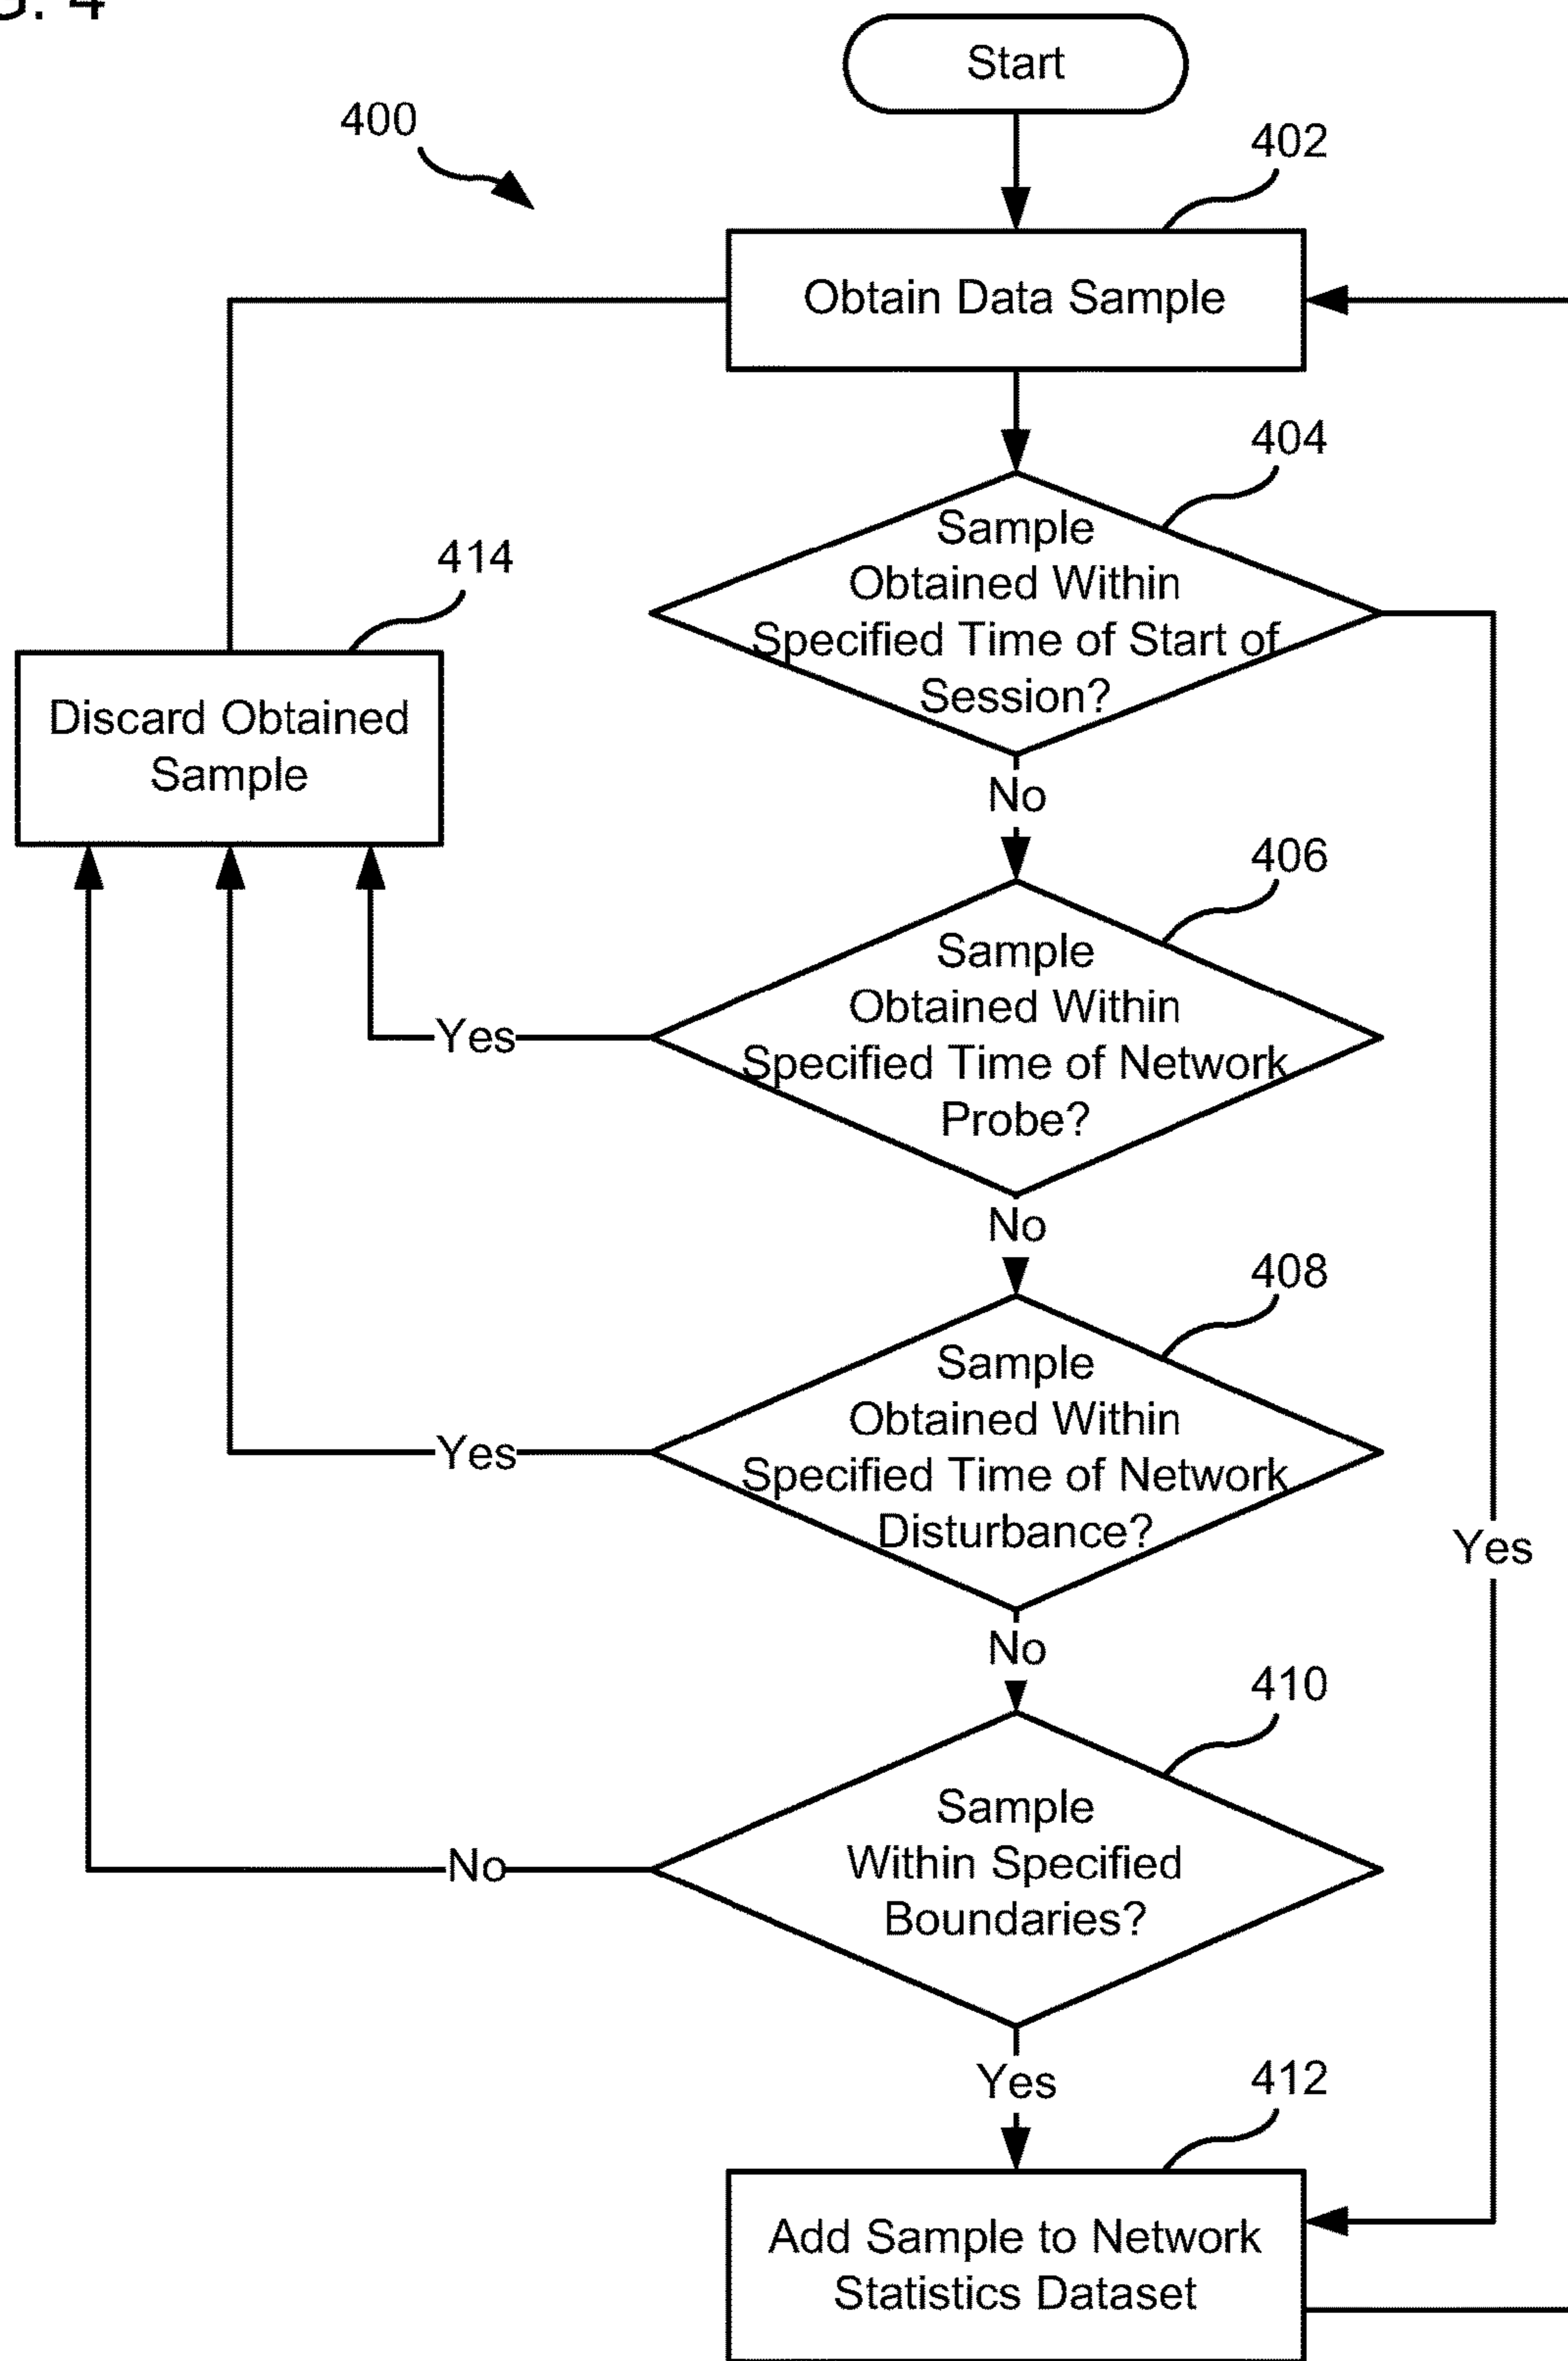 G. 4
Start
400
402
Obtain Data Sample
404
Sample
Obtained Within
Specified Time of Start of
Session?
414
Discard Obtained
Sample
No
406
Sample
Obtained Within
Specified Time of Network
Probe?
Yes
No
408
Sample
Obtained Within
Specified Time of Network
Disturbance?
Yes
Yes
No
410
Sample
Within Specified
Boundaries?
No
Yes
412
Add Sample to Network
Statistics Dataset